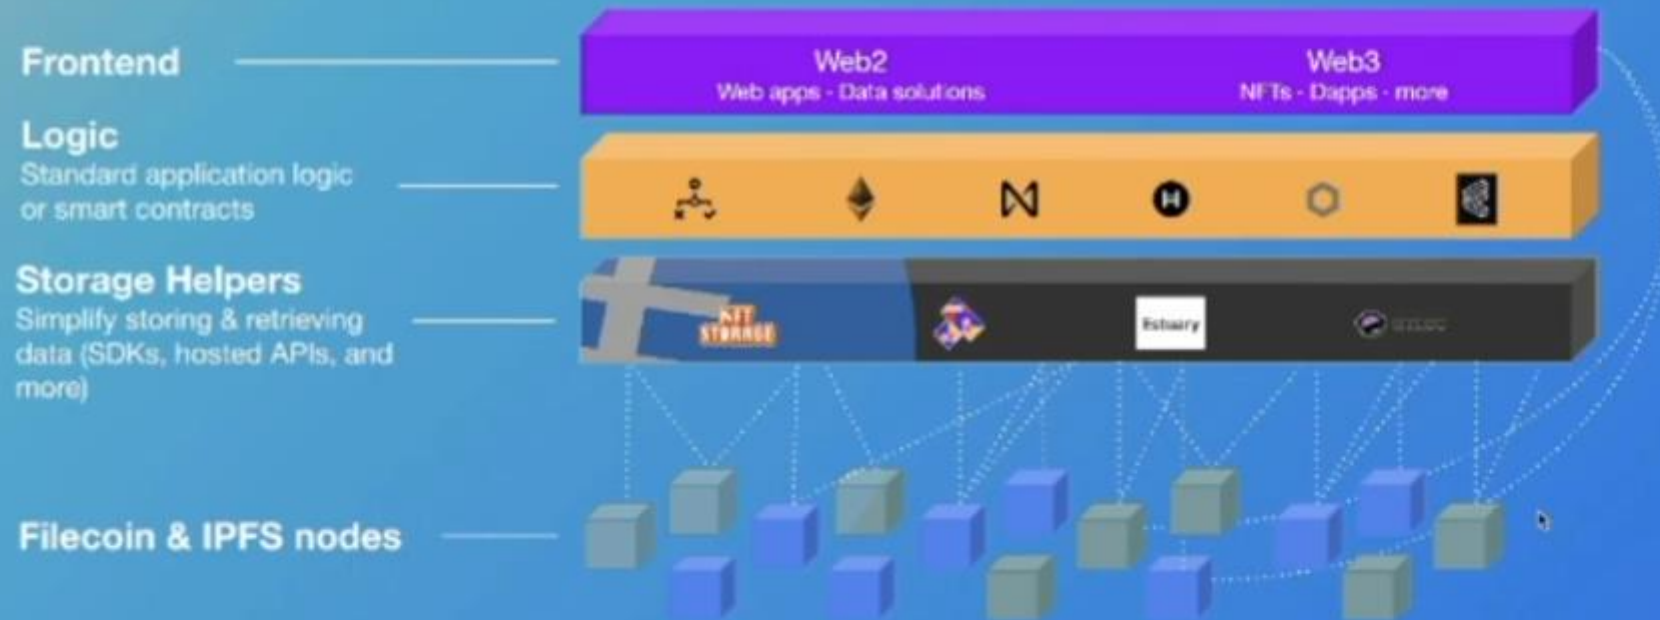 Frontend
Web2
Web apps - Data solutions
Web3
NFTs - Dapps - more
Logic
Standard application logic
or smart contracts
Storage Helpers
Simplify storing & retrieving
data (SDKs, hosted APIs, and
more)
NFT
STORAGE
Estuary
Filecoin & IPFS nodes